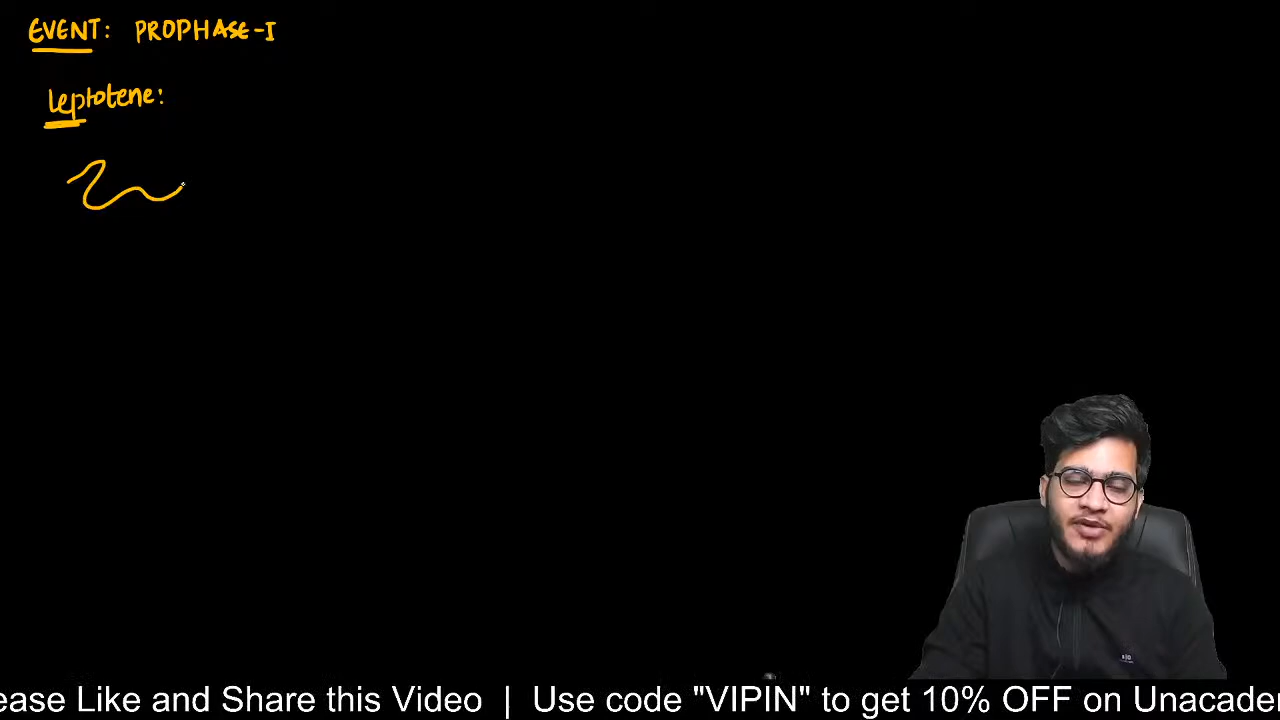 EVENT: PROPHASE-I
Leptotene:
ease Like and Share this Video | Use code "VIPIN" to get 10% OFF on Unacade